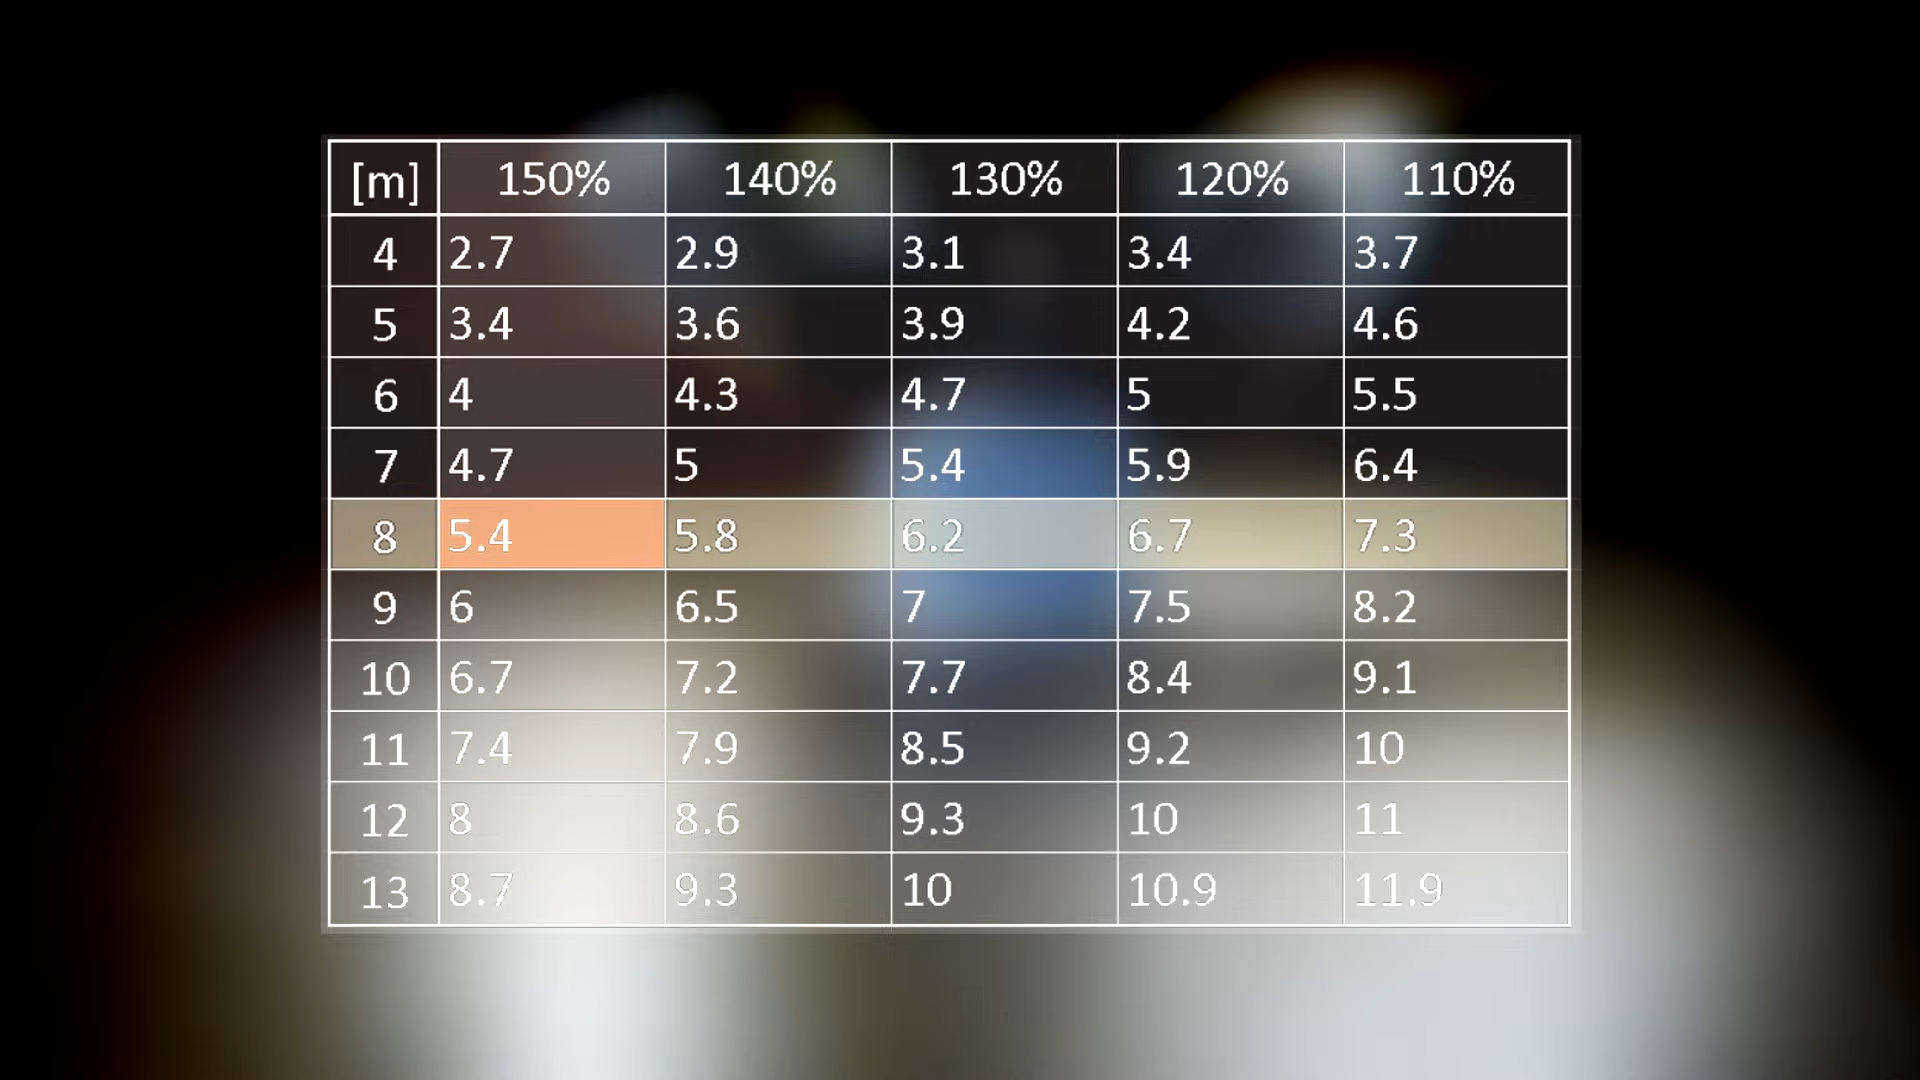 [m] 150% 140% 130% 120% 110%
4 2.7 2.9 3.1 3.4 3.7
5 3.4 3.6 3.9 4.2 4.6
6 4 4.3 4.7 5 5.5
7 4.7 5 5.4 5.9 6.4
8 5.4 5.8 6.2 6.7 7.3
9 6 6.5 7 7.5 8.2
10 6.7 7.2 7.7 8.4 9.1
11 7.4 7.9 8.5 9.2 10
12 8 8.6 9.3 10 11
13 8.7 9.3 10 10.9 11.9